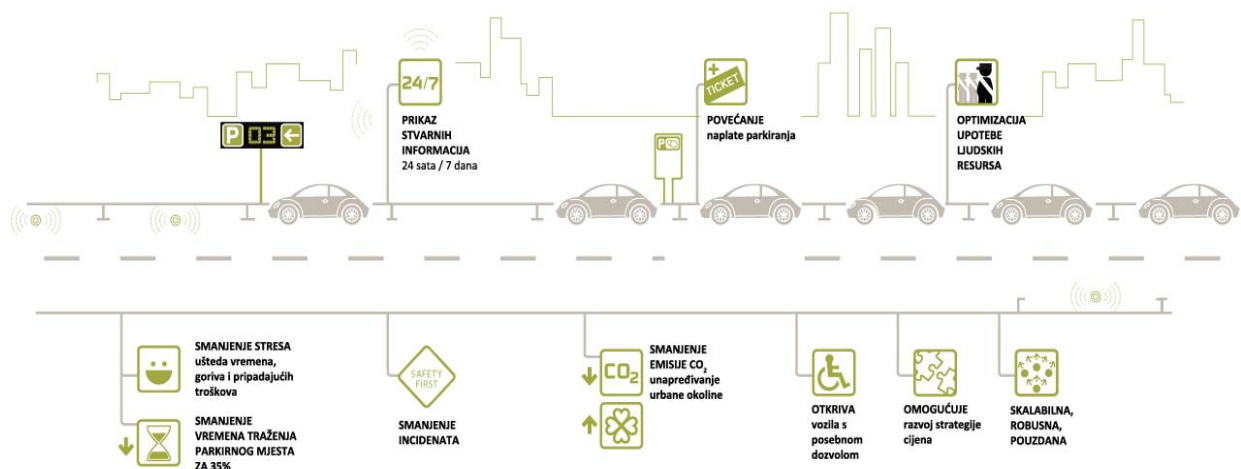 24/7
PRIKAZ
STVARNIH
INFORMACIJA
24 sata / 7 dana
P 03 ←
+
TICKET
POVEĆANJE
naplate parkiranja
P
OPTIMIZACIJA
UPOTEBE
LJUDSKIH
RESURSA
SMANJENJE STRESA
ušteda vremena,
goriva i pripadajućih
troškova
SMANJENJE
VREMENA TRAŽENJA
PARKIRNOG MJESTA
ZA 35%
SAFETY
FIRST
SMANJENJE
INCIDENATA
CO₂
SMANJENJE
EMISIJE CO₂
unapređivanje
urbane okoline
OTKRIVA
vozila s
posebnom
dozvolom
OMOGUĆUJE
razvoj strategije
cijena
SKALABILNA,
ROBUSNA,
POUZDANA